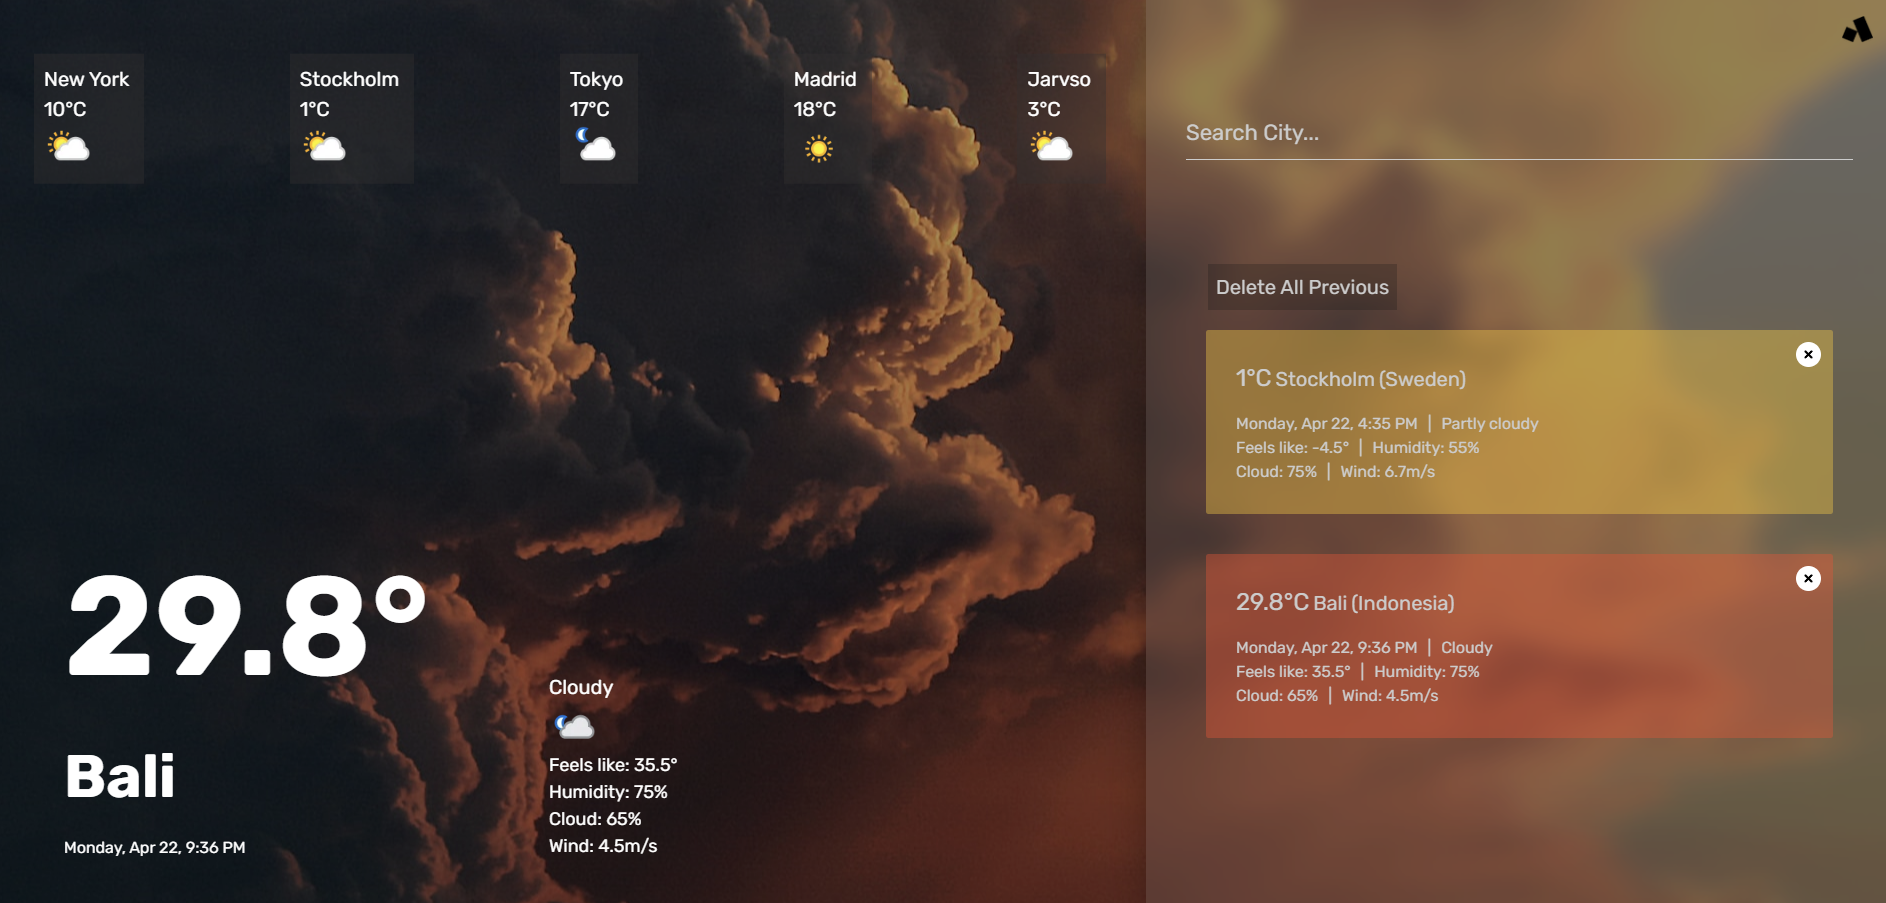 New York
10°C
Stockholm
1°C
Tokyo
17°C
Madrid
18°C
Jarvso
3°C
29.8°
Bali
Monday, Apr 22, 9:36 PM
Cloudy
Feels like: 35.5°
Humidity: 75%
Cloud: 65%
Wind: 4.5m/s
Search City...
Delete All Previous
1°C Stockholm (Sweden)
Monday, Apr 22, 4:35 PM | Partly cloudy
Feels like: -4.5° | Humidity: 55%
Cloud: 75% | Wind: 6.7m/s
29.8°C Bali (Indonesia)
Monday, Apr 22, 9:36 PM | Cloudy
Feels like: 35.5° | Humidity: 75%
Cloud: 65% | Wind: 4.5m/s